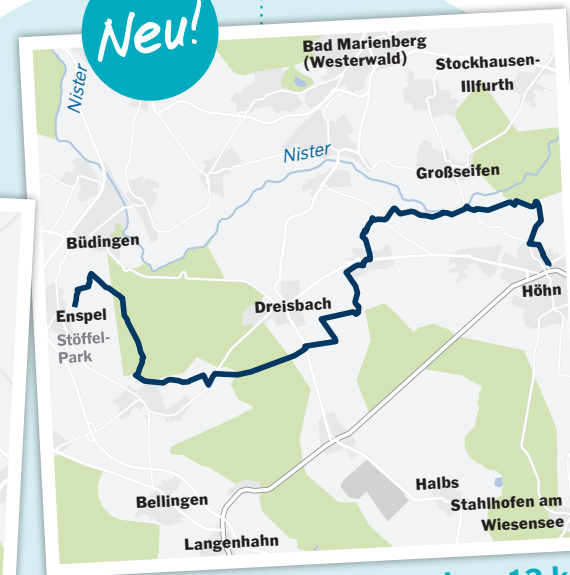 Neu!
Bad Marienberg
(Westerwald)
Stockhausen-
Illfurth
Nister
Nister
Großseifen
Büdingen
Enspel
Stöffel-
Park
Dreisbach
Höhn
Halbs
Bellingen
Stahlhofen am
Wiesensee
Langenhahn